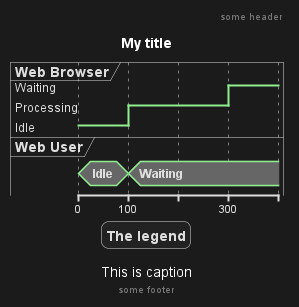 some header
My title
Web Browser
Waiting
Processing
Idle
Web User
Idle Waiting
0 100 300
The legend
This is caption
some footer